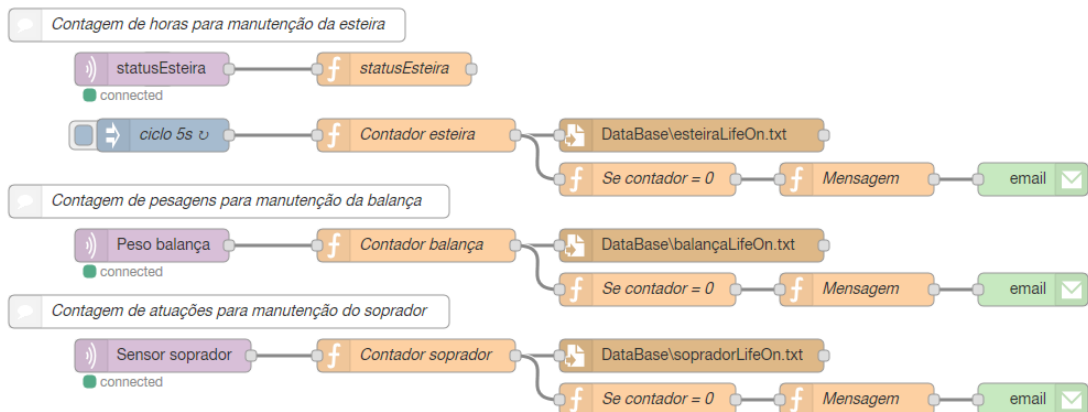 Contagem de horas para manutenção da esteira
statusEsteira
statusEsteira
connected
ciclo 5s ↻
Contador esteira
DataBase\esteiraLifeOn.txt
Se contador = 0
Mensagem
email
Contagem de pesagens para manutenção da balança
Peso balança
Contador balança
DataBase\balançaLifeOn.txt
connected
Se contador = 0
Mensagem
email
Contagem de atuações para manutenção do soprador
Sensor soprador
Contador soprador
DataBase\sopradorLifeOn.txt
connected
Se contador = 0
Mensagem
email